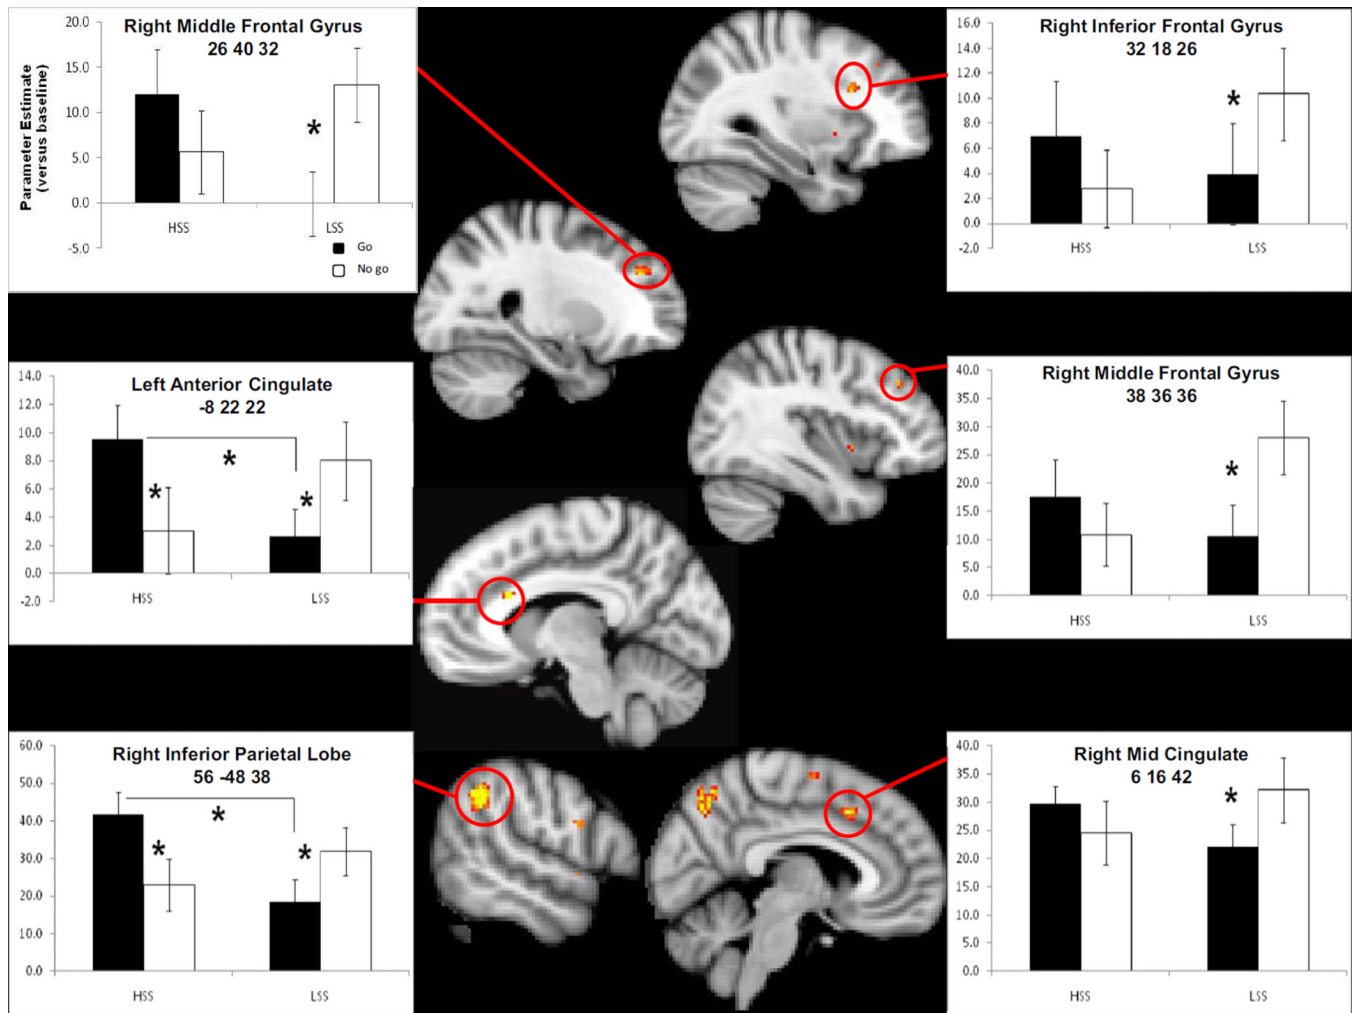 Right Middle Frontal Gyrus
26 40 32
Parameter Estimate
(versus baseline)
20.0
15.0
10.0
5.0
0.0
-5.0
*
HSS
LSS
Go
No go
Right Inferior Frontal Gyrus
32 18 26
16.0
14.0
12.0
10.0
8.0
6.0
4.0
2.0
0.0
-2.0
*
HSS
LSS
Left Anterior Cingulate
-8 22 22
14.0
12.0
10.0
8.0
6.0
4.0
2.0
0.0
-2.0
*
*
*
HSS
LSS
Right Middle Frontal Gyrus
38 36 36
40.0
35.0
30.0
25.0
20.0
15.0
10.0
5.0
0.0
*
HSS
LSS
Right Inferior Parietal Lobe
56 -48 38
60.0
50.0
40.0
30.0
20.0
10.0
0.0
*
*
*
HSS
LSS
Right Mid Cingulate
6 16 42
40.0
35.0
30.0
25.0
20.0
15.0
10.0
5.0
0.0
*
HSS
LSS